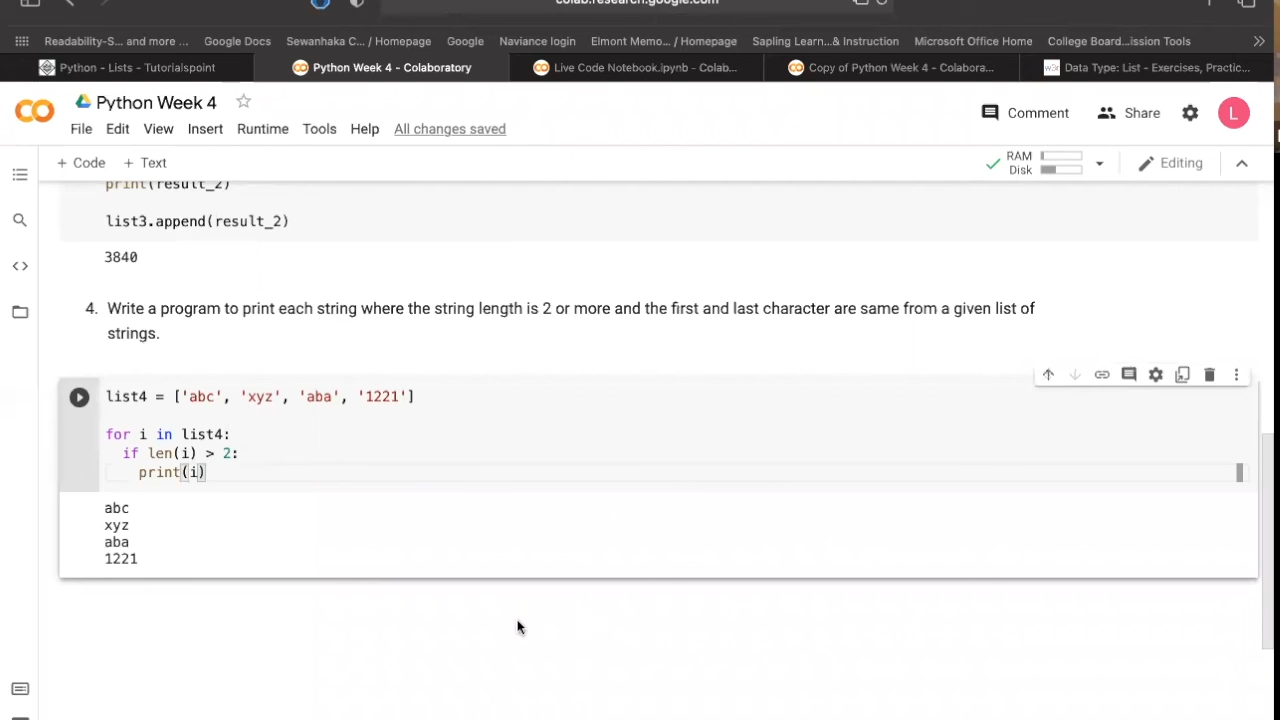 colab.research.google.com
Readability-S... and more ... Google Docs Sewanhaka C... / Homepage Google Naviance login Elmont Memo... / Homepage Sapling Learn...& Instruction Microsoft Office Home College Board...ission Tools
Python - Lists - Tutorialspoint Python Week 4 - Colaboratory Live Code Notebook.ipynb - Colab... Copy of Python Week 4 - Colabora... w3r Data Type: List - Exercises, Practic...
Python Week 4
Comment Share L
File Edit View Insert Runtime Tools Help All changes saved
+ Code + Text RAM Disk Editing
print(result_2)
list3.append(result_2)
3840
4. Write a program to print each string where the string length is 2 or more and the first and last character are same from a given list of
strings.
list4 = ['abc', 'xyz', 'aba', '1221']
for i in list4:
if len(i) > 2:
print(i)
abc
xyz
aba
1221